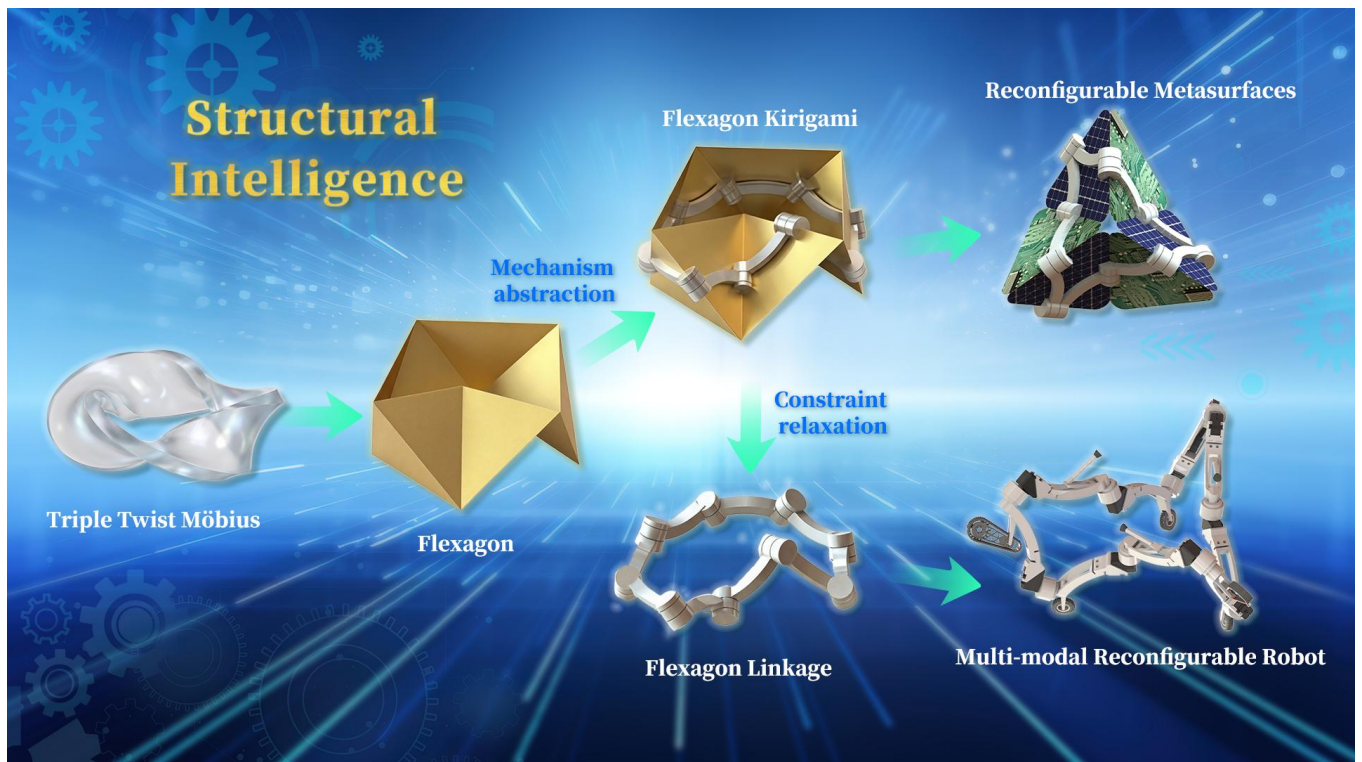 Structural
Intelligence
Reconfigurable Metasurfaces
Flexagon Kirigami
Mechanism
abstraction
Constraint
relaxation
Triple Twist Möbius
Flexagon
Flexagon Linkage
Multi-modal Reconfigurable Robot